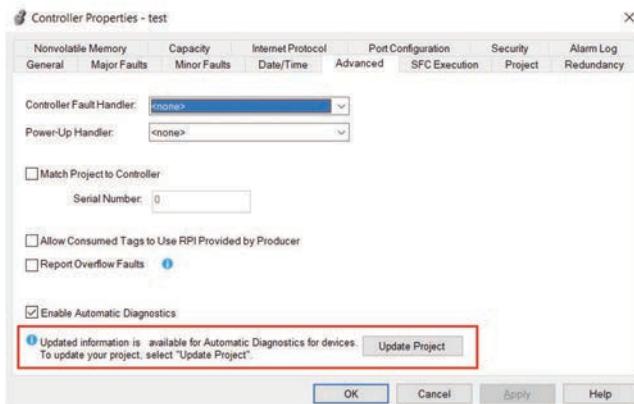 Controller Properties - test
Nonvolatile Memory Capacity Internet Protocol Port Configuration Security Alarm Log
General Major Faults Minor Faults Date/Time Advanced SFC Execution Project Redundancy
Controller Fault Handler: <none>
Power-Up Handler: <none>
Match Project to Controller
Serial Number: 0
Allow Consumed Tags to Use RPI Provided by Producer
Report Overflow Faults
Enable Automatic Diagnostics
Updated information is available for Automatic Diagnostics for devices.
To update your project, select "Update Project".
Update Project
OK Cancel Apply Help